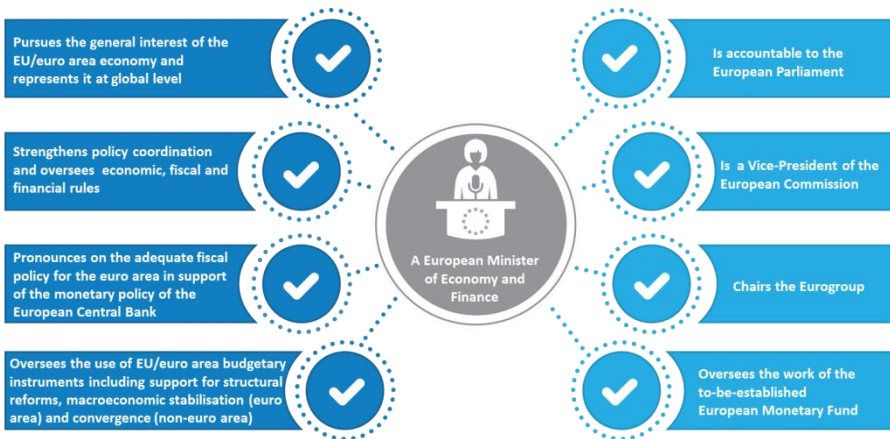 Pursues the general interest of the
EU/euro area economy and
represents it at global level
Strengthens policy coordination
and oversees economic, fiscal and
financial rules
Pronounces on the adequate fiscal
policy for the euro area in support
of the monetary policy of the
European Central Bank
Oversees the use of EU/euro area budgetary
instruments including support for structural
reforms, macroeconomic stabilisation (euro
area) and convergence (non-euro area)
A European Minister
of Economy and
Finance
Is accountable to the
European Parliament
Is a Vice-President of the
European Commission
Chairs the Eurogroup
Oversees the work of the
to-be-established
European Monetary Fund